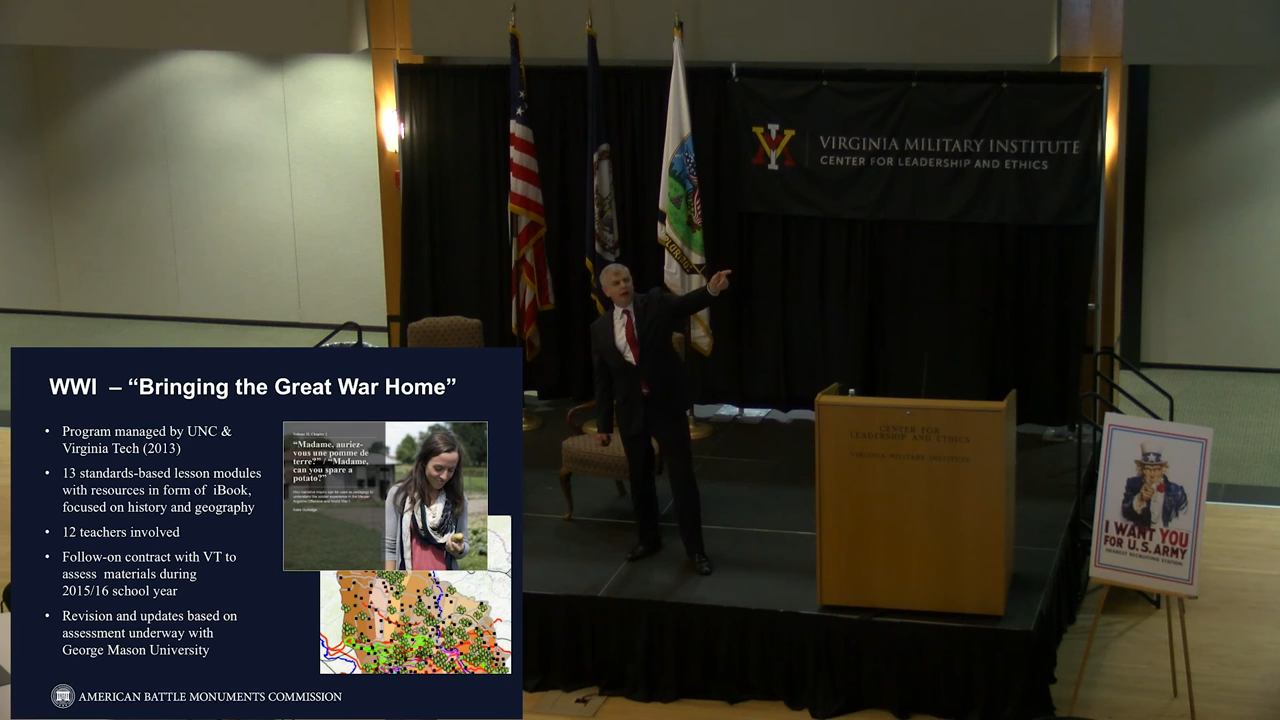 VIRGINIA MILITARY INSTITUTE
CENTER FOR LEADERSHIP AND ETHICS
WWI – “Bringing the Great War Home”
• Program managed by UNC &
Virginia Tech (2013)
• 13 standards-based lesson modules
with resources in form of iBook,
focused on history and geography
• 12 teachers involved
• Follow-on contract with VT to
assess materials during
2015/16 school year
• Revision and updates based on
assessment underway with
George Mason University
“Madame, auriez-
vous une pomme de
terre?” / “Madame,
can you spare a
potato?”
AMERICAN BATTLE MONUMENTS COMMISSION
CENTER FOR
LEADERSHIP AND ETHICS
VIRGINIA MILITARY INSTITUTE
I WANT YOU
FOR U.S. ARMY
NEAREST RECRUITING STATION